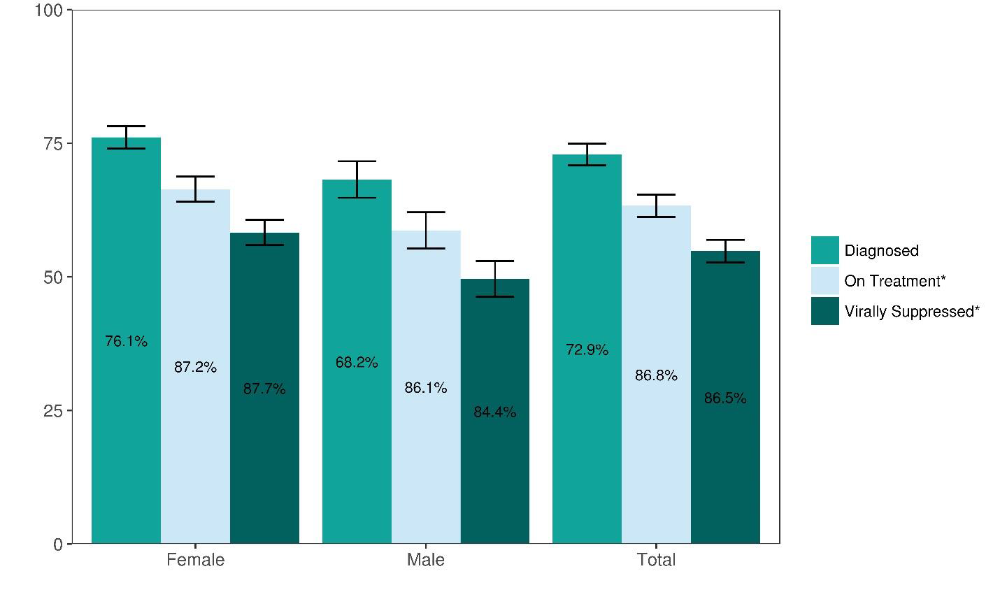 100
75
50
25
0
76.1%
87.2%
87.7%
68.2%
86.1%
84.4%
72.9%
86.8%
86.5%
Female
Male
Total
Diagnosed
On Treatment*
Virally Suppressed*